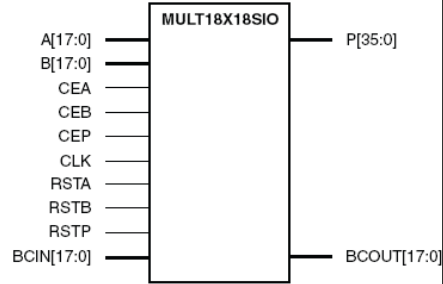 MULT18X18SIO
A[17:0]
P[35:0]
B[17:0]
CEA
CEB
CEP
CLK
RSTA
RSTB
RSTP
BCIN[17:0]
BCOUT[17:0]